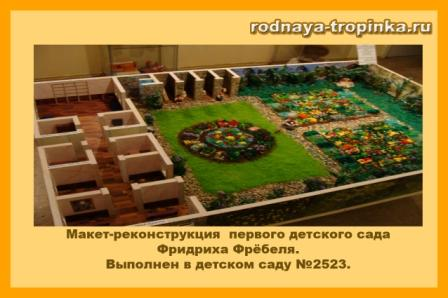 rodnaya-tropinka.ru
Макет-реконструкция первого детского сада
Фридриха Фрёбеля.
Выполнен в детском саду №2523.